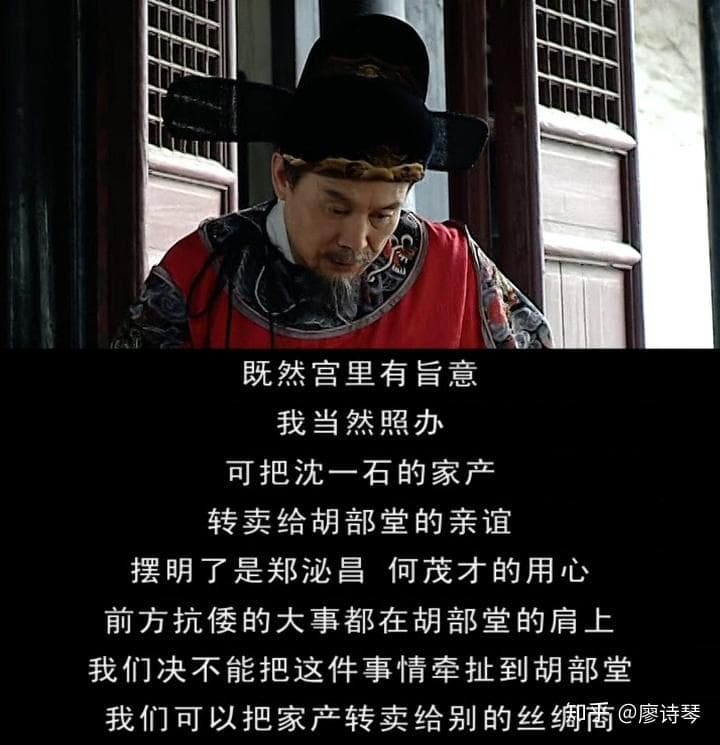 既然宫里有旨意
我当然照办
可把沈一石的家产
转卖给胡部堂的亲谊
摆明了是郑泌昌 何茂才的用心
前方抗倭的大事都在胡部堂的肩上
我们决不能把这件事情牵扯到胡部堂
我们可以把家产转卖给别的丝绸商
知乎 @廖诗琴